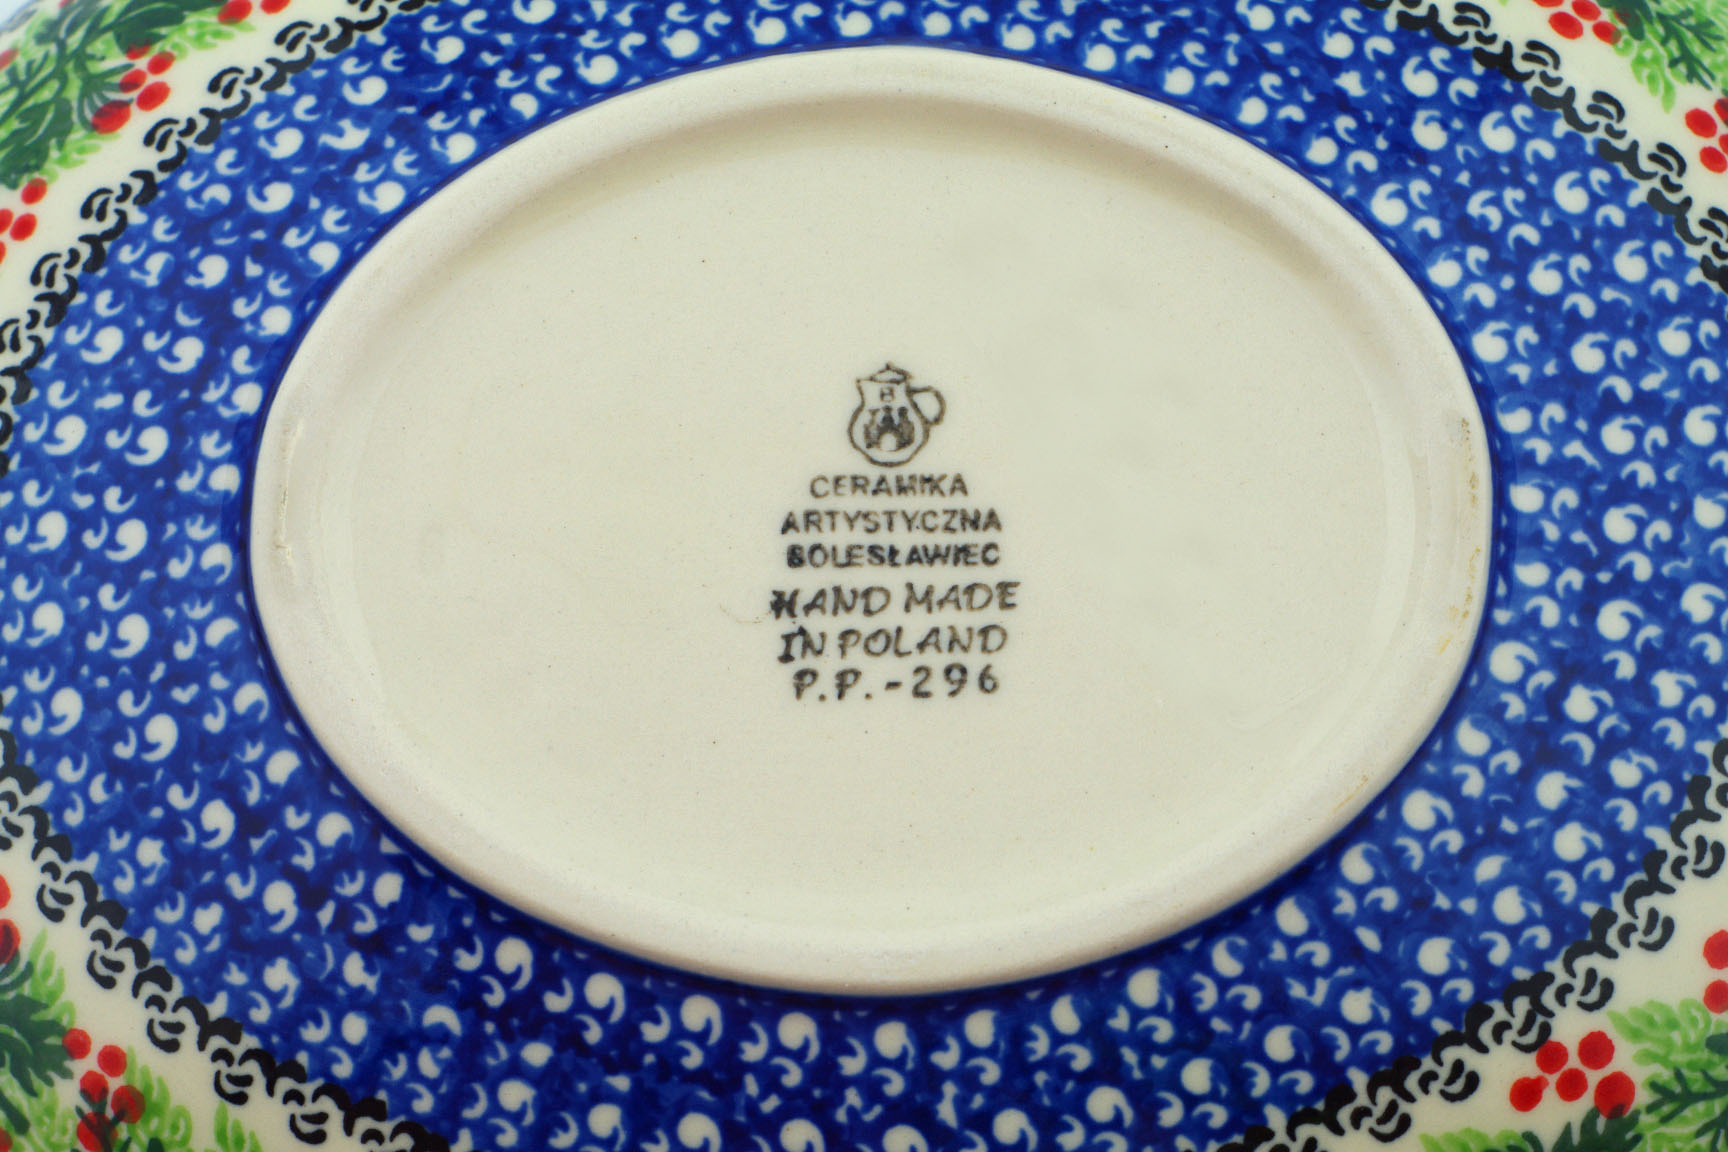 B
CERAMIKA
ARTYSTYCZNA
BOLESŁAWIEC
HAND MADE
IN POLAND
P.P.-296